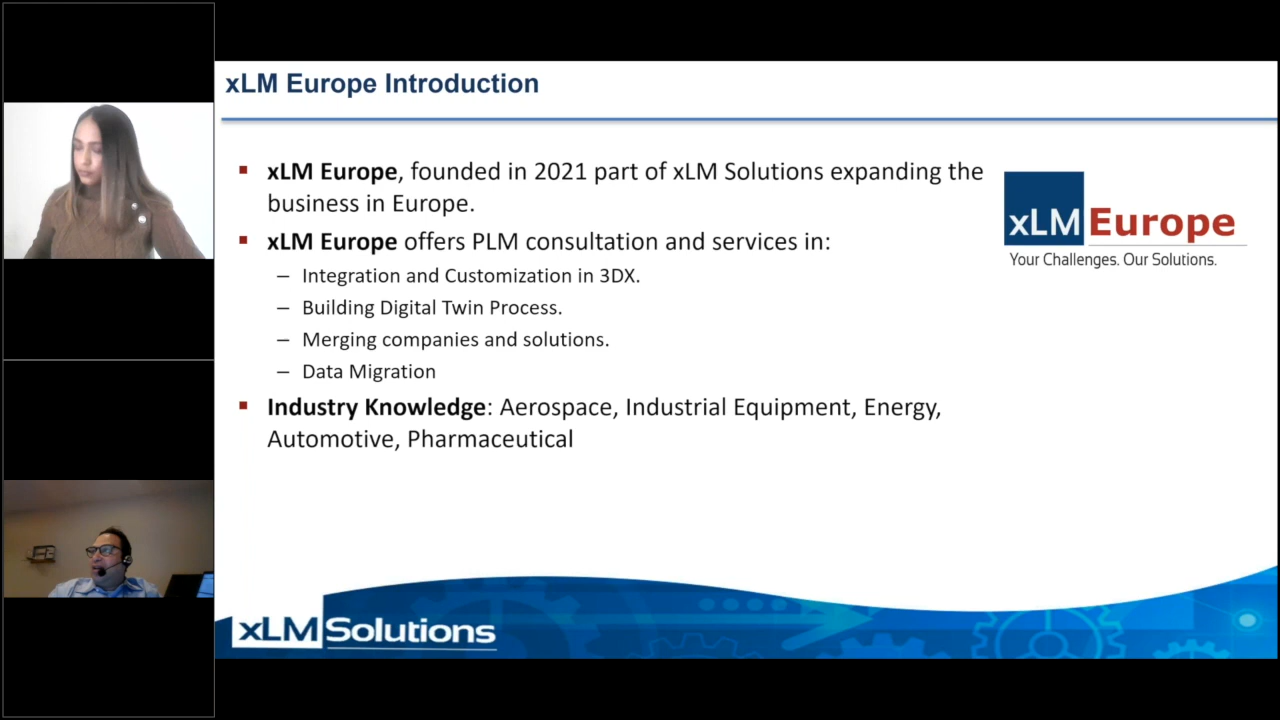 xLM Europe Introduction
▪ xLM Europe, founded in 2021 part of xLM Solutions expanding the
business in Europe.
▪ xLM Europe offers PLM consultation and services in:
– Integration and Customization in 3DX.
– Building Digital Twin Process.
– Merging companies and solutions.
– Data Migration
▪ Industry Knowledge: Aerospace, Industrial Equipment, Energy,
Automotive, Pharmaceutical
xLM Europe
Your Challenges. Our Solutions.
xLM Solutions